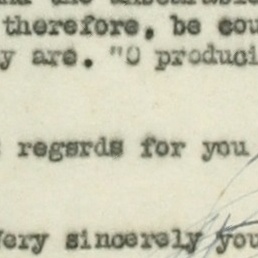 therefore, be cou
y are. "O produci
regards for you
Very sincerely you